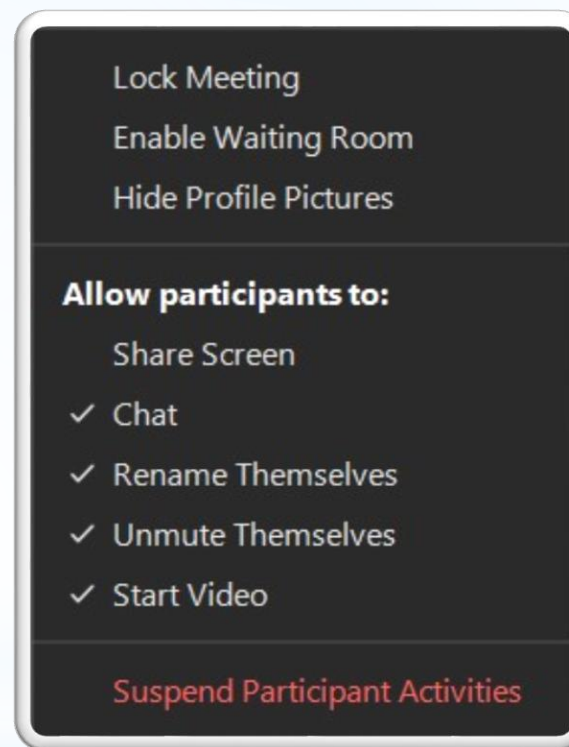 Lock Meeting
Enable Waiting Room
Hide Profile Pictures
Allow participants to:
Share Screen
✓ Chat
✓ Rename Themselves
✓ Unmute Themselves
✓ Start Video
Suspend Participant Activities